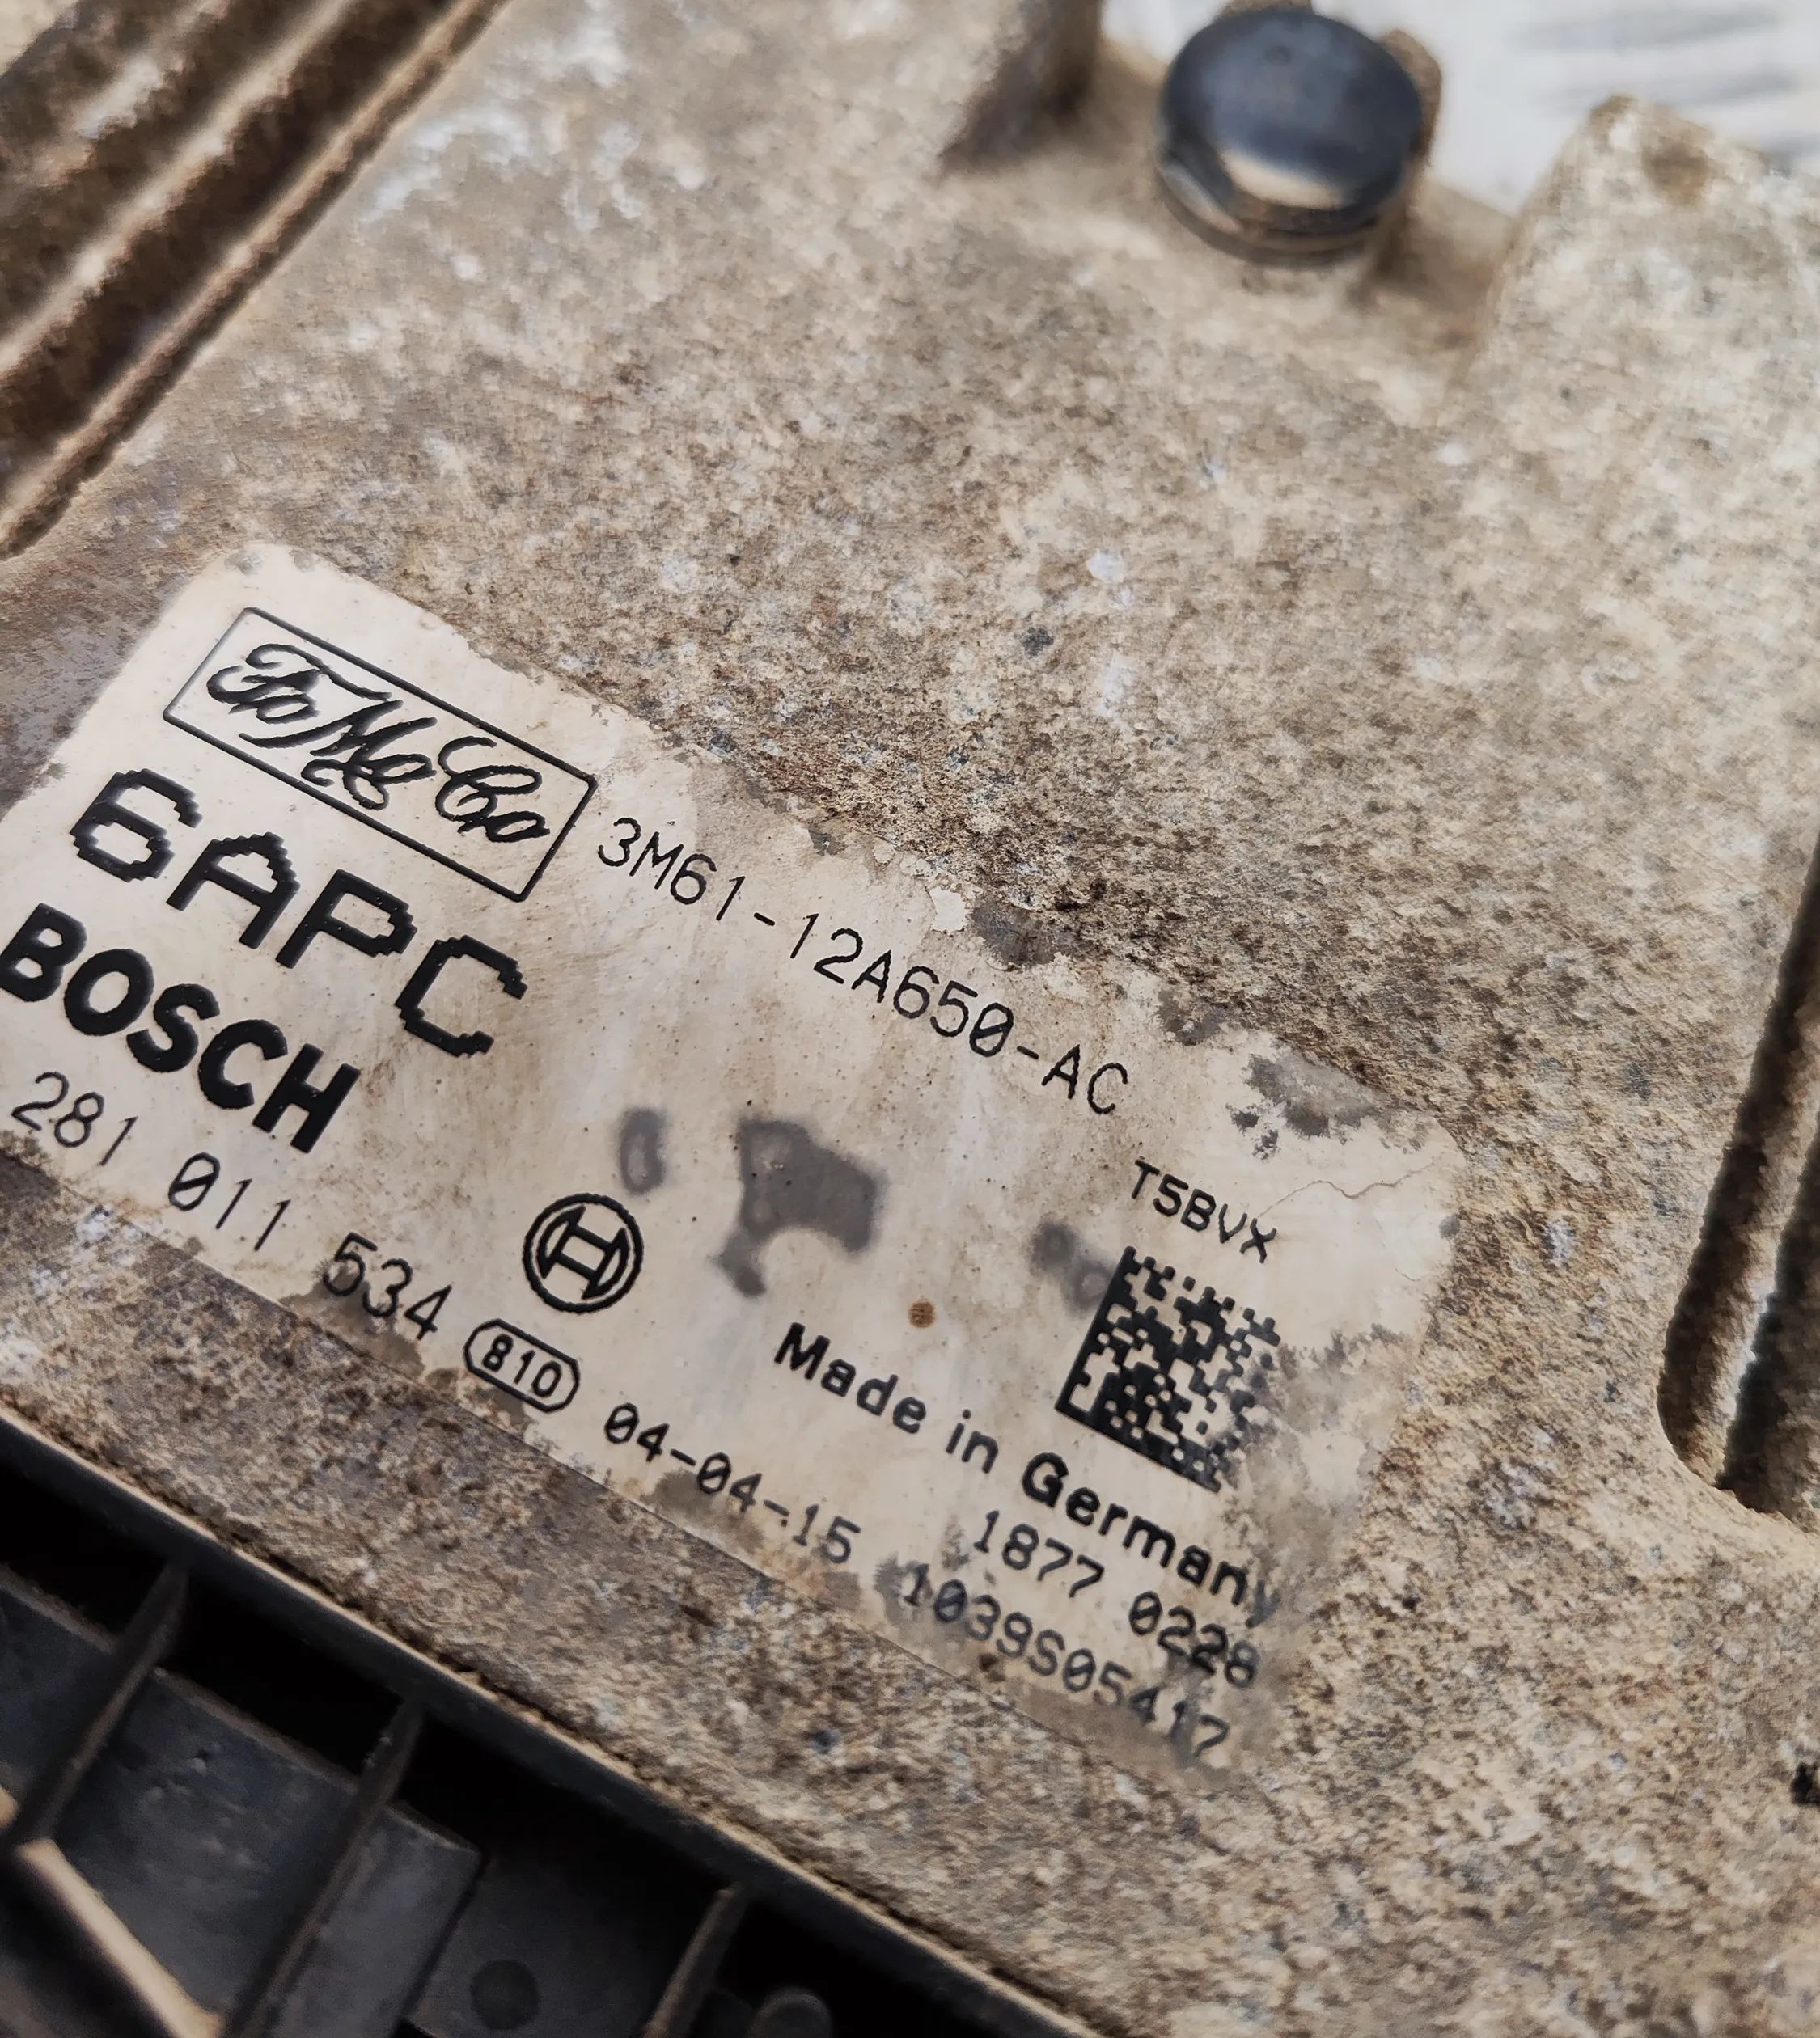 FoMoCo
3M61-12A650-AC
6APC
BOSCH
281 011 534
T5BVX
810
04-04-15
Made in Germany
1877 0228
1039S05417